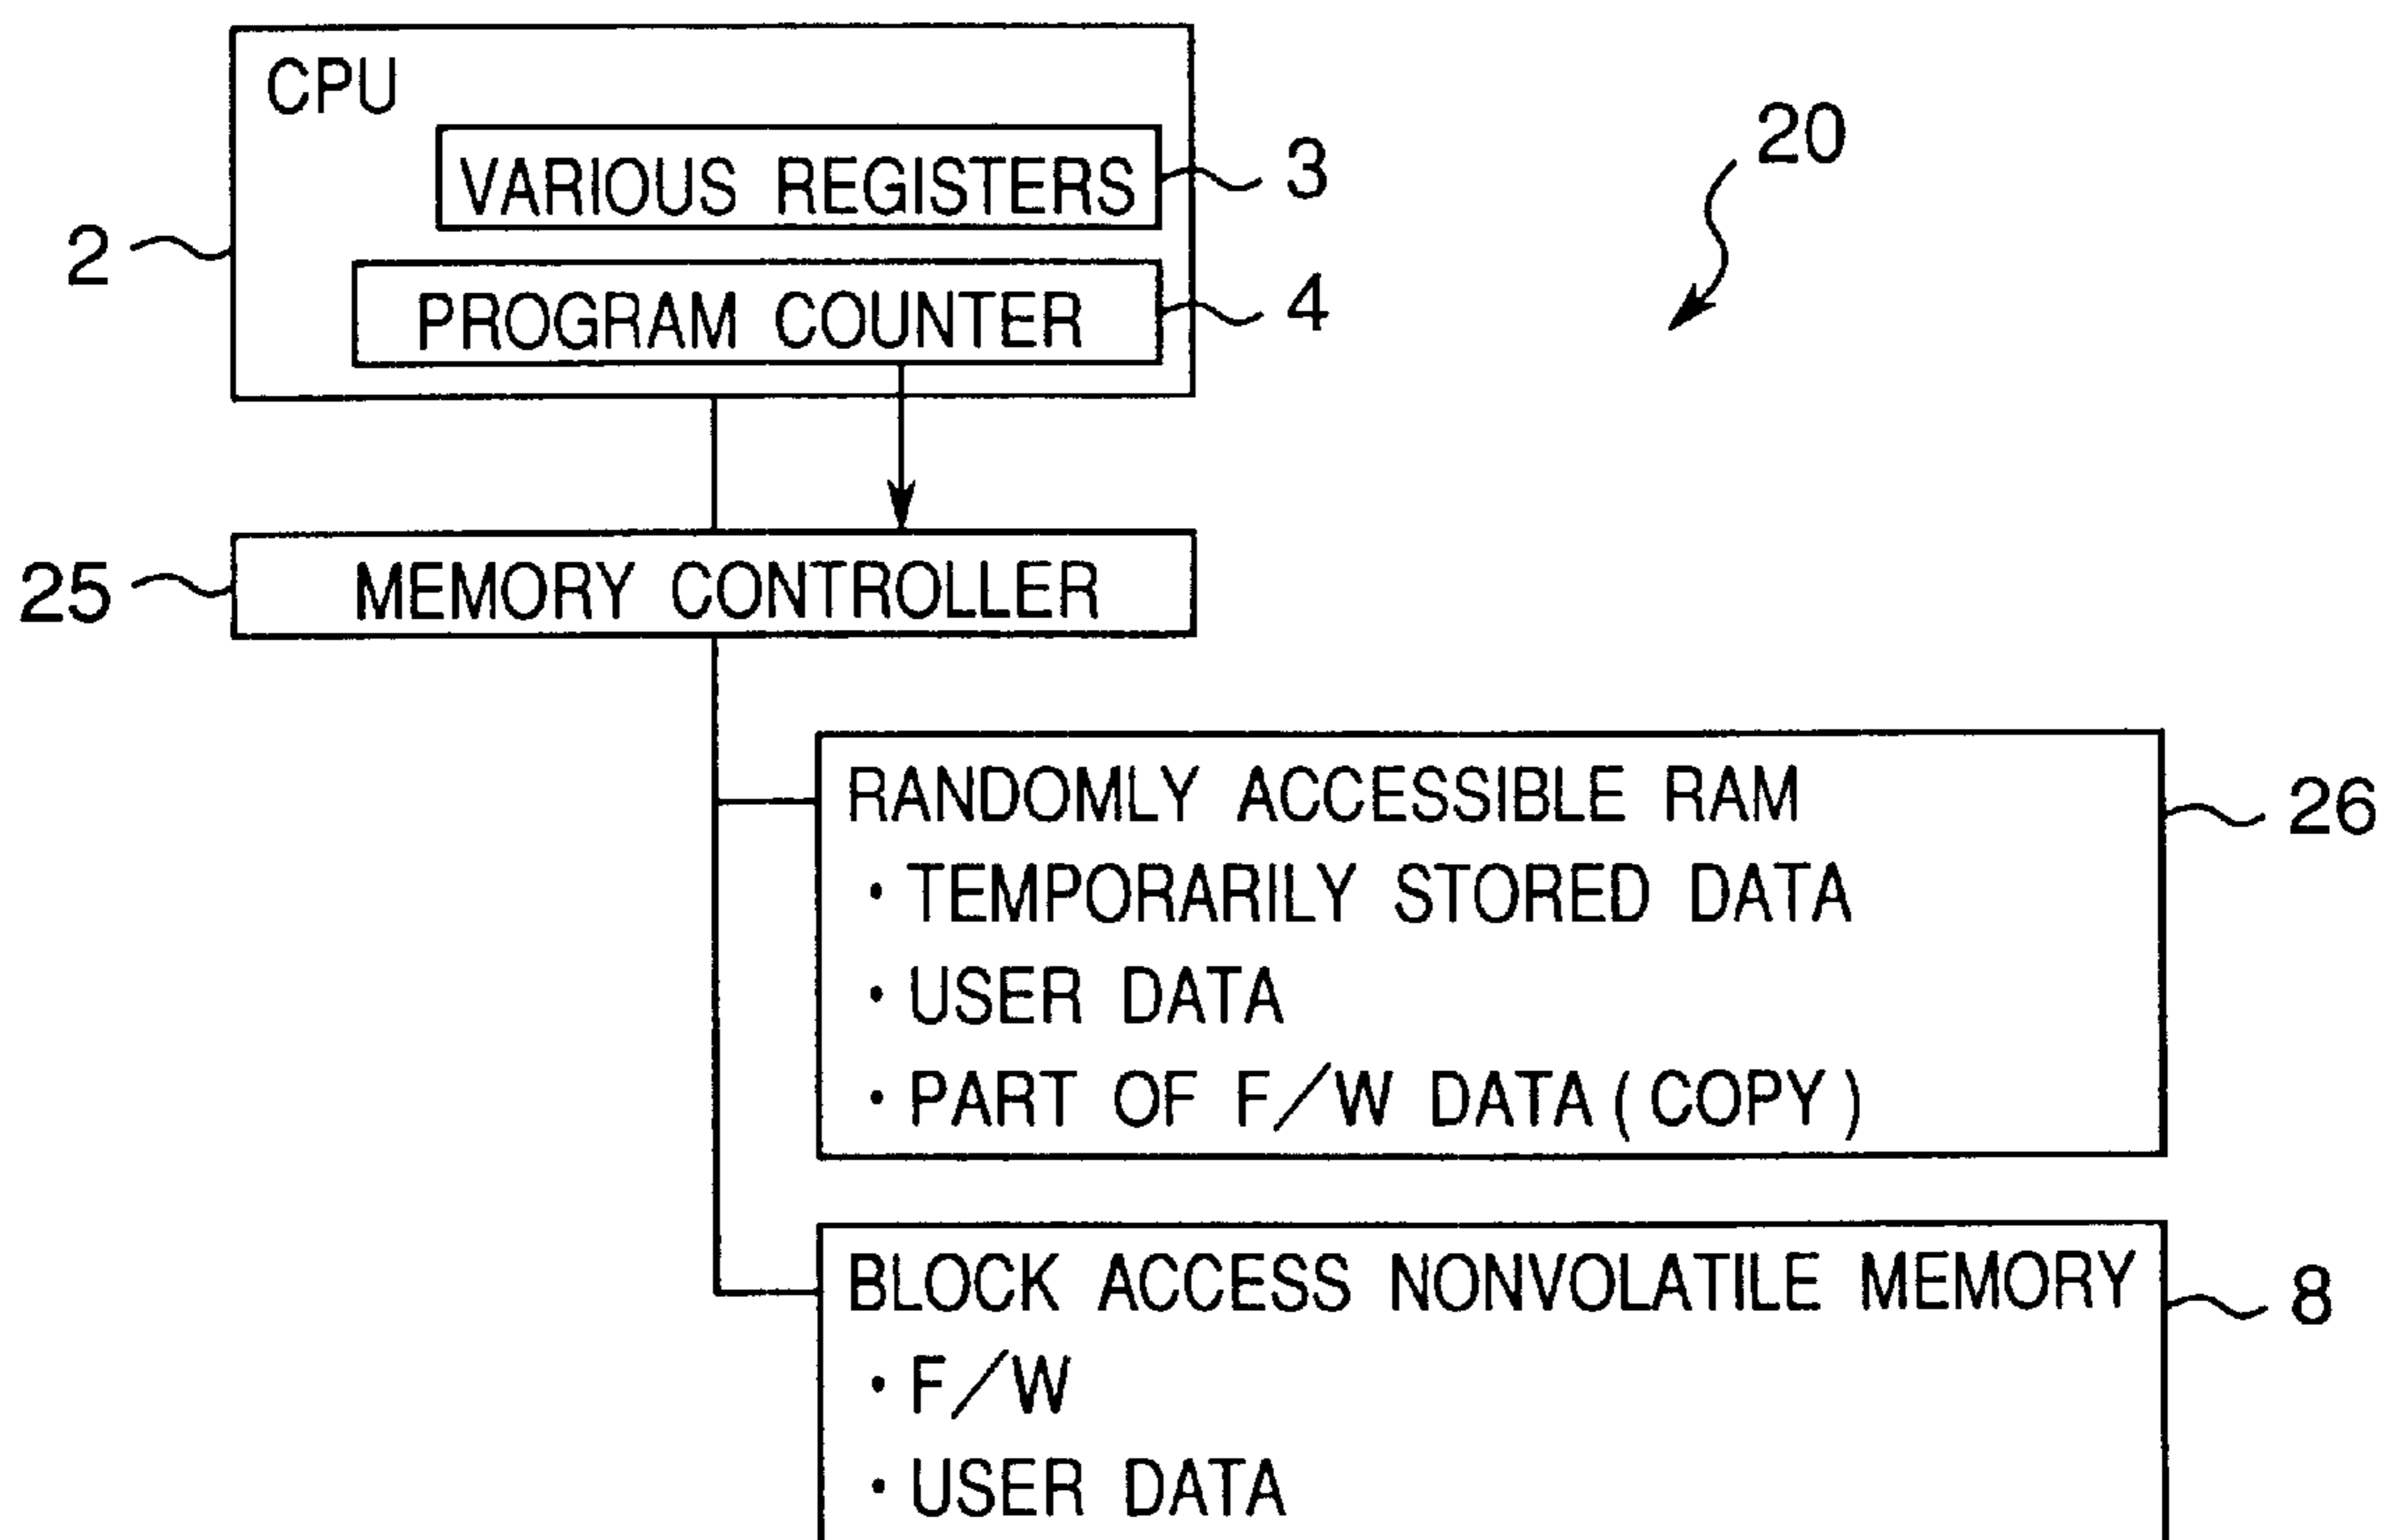 CPU
VARIOUS REGISTERS
3
20
2
PROGRAM COUNTER
4
25
MEMORY CONTROLLER
RANDOMLY ACCESSIBLE RAM
26
・TEMPORARILY STORED DATA
・USER DATA
・PART OF F/W DATA (COPY)
BLOCK ACCESS NONVOLATILE MEMORY
8
・F/W
・USER DATA